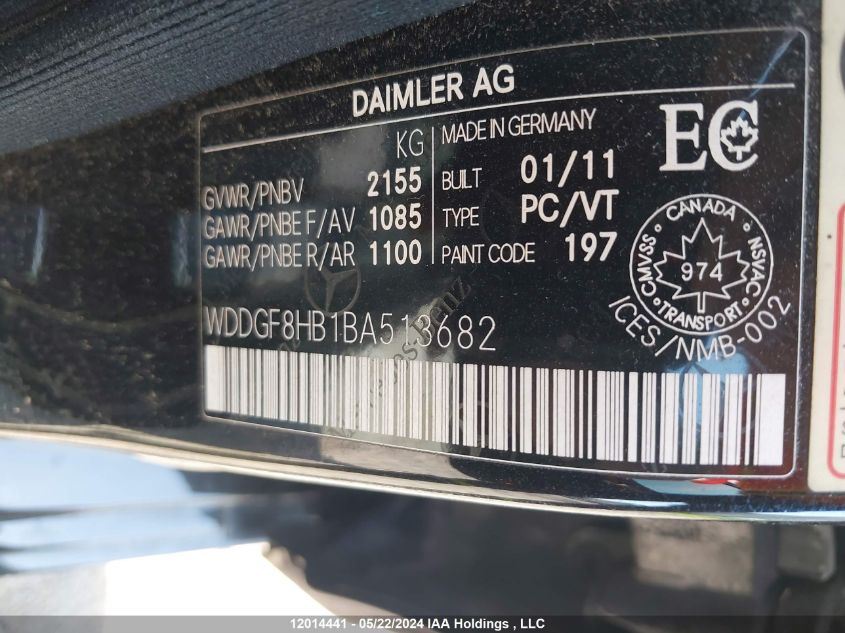 DAIMLER AG
KG
GVWR/PNBV 2155
GAWR/PNBE F/AV 1085
GAWR/PNBE R/AR 1100
MADE IN GERMANY
BUILT 01/11
TYPE PC/VT
PAINT CODE 197
EC
CANADA
CMVSS NSVAC
974
TRANSPORT
ICES/NMB-002
WDDGF8HB1BA513682
12014441 - 05/22/2024 IAA Holdings , LLC